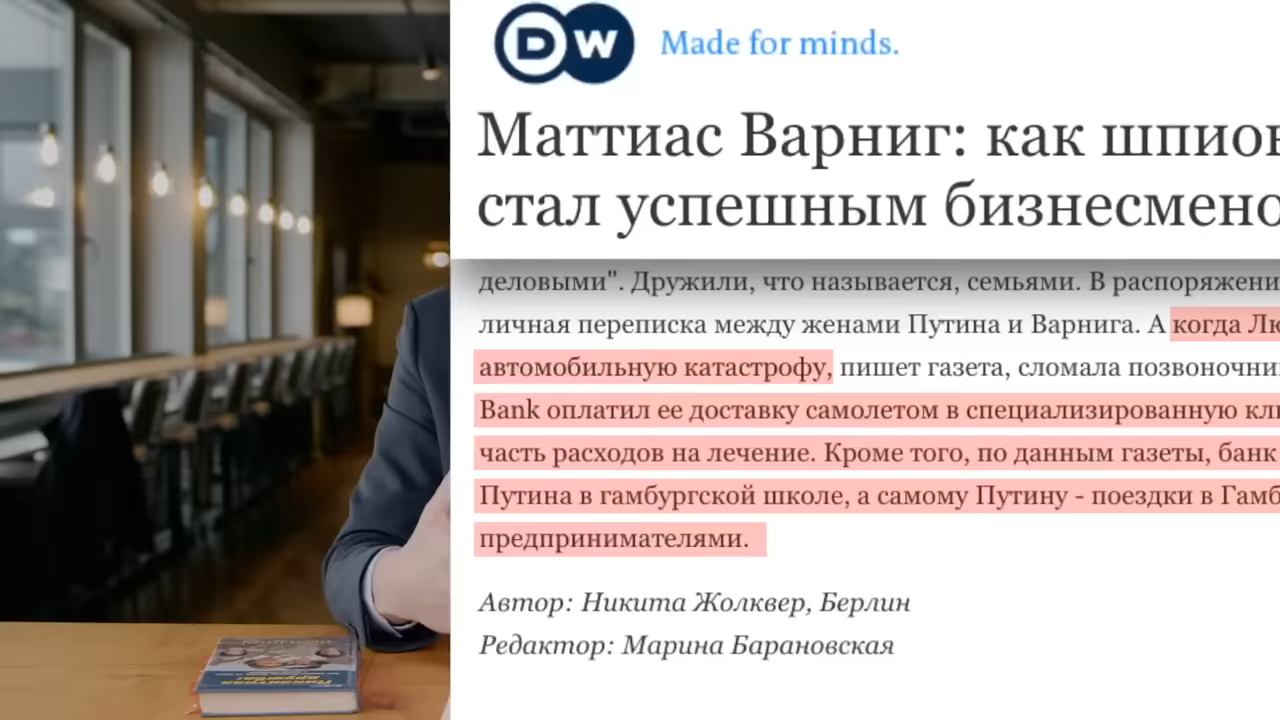 DW Made for minds.
Маттиас Варниг: как шпион
стал успешным бизнесмено
деловыми". Дружили, что называется, семьями. В распоряжени
личная переписка между женами Путина и Варнига. А когда Лю
автомобильную катастрофу, пишет газета, сломала позвоночни
Bank оплатил ее доставку самолетом в специализированную кли
часть расходов на лечение. Кроме того, по данным газеты, банк
Путина в гамбургской школе, а самому Путину - поездки в Гамб
предпринимателями.
Автор: Никита Жолквер, Берлин
Редактор: Марина Барановская